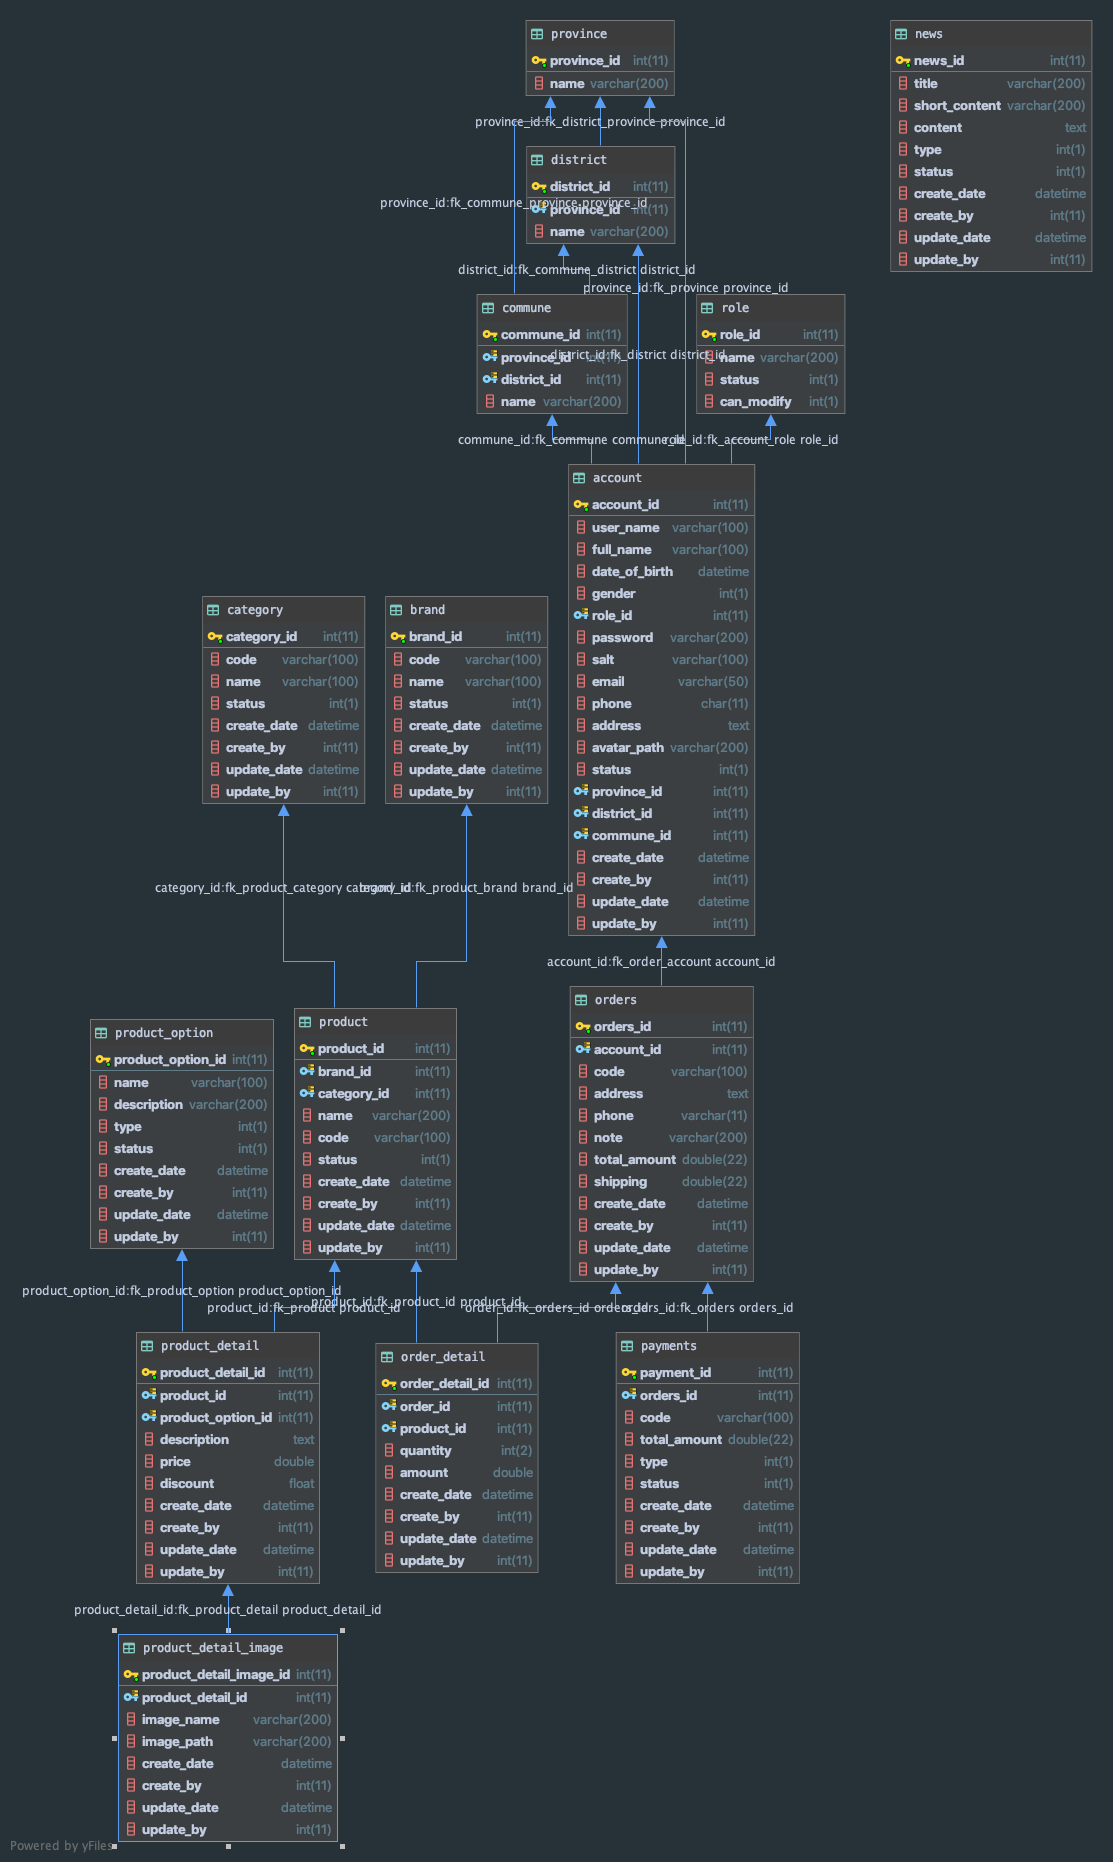 province
province_id int(11)
name varchar(200)
news
news_id int(11)
title varchar(200)
short_content varchar(200)
content text
type int(1)
status int(1)
create_date datetime
create_by int(11)
update_date datetime
update_by int(11)
province_id:fk_district_province province_id
district
district_id int(11)
province_id int(11)
name varchar(200)
province_id:fk_commune_province province_id
district_id:fk_commune_district district_id
province_id:fk_province province_id
commune
commune_id int(11)
province_id int(11)
district_id int(11)
name varchar(200)
district_id:fk_district district_id
role
role_id int(11)
name varchar(200)
status int(1)
can_modify int(1)
commune_id:fk_commune commune_id
role_id:fk_account_role role_id
account
account_id int(11)
user_name varchar(100)
full_name varchar(100)
date_of_birth datetime
gender int(1)
role_id int(11)
password varchar(200)
salt varchar(100)
email varchar(50)
phone char(11)
address text
avatar_path varchar(200)
status int(1)
province_id int(11)
district_id int(11)
commune_id int(11)
create_date datetime
create_by int(11)
update_date datetime
update_by int(11)
category
category_id int(11)
code varchar(100)
name varchar(100)
status int(1)
create_date datetime
create_by int(11)
update_date datetime
update_by int(11)
brand
brand_id int(11)
code varchar(100)
name varchar(100)
status int(1)
create_date datetime
create_by int(11)
update_date datetime
update_by int(11)
category_id:fk_product_category category_id
brand_id:fk_product_brand brand_id
account_id:fk_order_account account_id
product_option
product_option_id int(11)
name varchar(100)
description varchar(200)
type int(1)
status int(1)
create_date datetime
create_by int(11)
update_date datetime
update_by int(11)
product
product_id int(11)
brand_id int(11)
category_id int(11)
name varchar(200)
code varchar(100)
status int(1)
create_date datetime
create_by int(11)
update_date datetime
update_by int(11)
orders
orders_id int(11)
account_id int(11)
code varchar(100)
address text
phone varchar(11)
note varchar(200)
total_amount double(22)
shipping double(22)
create_date datetime
create_by int(11)
update_date datetime
update_by int(11)
product_option_id:fk_product_option product_option_id
product_id:fk_product product_id
product_id:fk_product_id product_id
order_id:fk_orders_id orders_id
orders_id:fk_orders orders_id
product_detail
product_detail_id int(11)
product_id int(11)
product_option_id int(11)
description text
price double
discount float
create_date datetime
create_by int(11)
update_date datetime
update_by int(11)
order_detail
order_detail_id int(11)
order_id int(11)
product_id int(11)
quantity int(2)
amount double
create_date datetime
create_by int(11)
update_date datetime
update_by int(11)
payments
payment_id int(11)
orders_id int(11)
code varchar(100)
total_amount double(22)
type int(1)
status int(1)
create_date datetime
create_by int(11)
update_date datetime
update_by int(11)
product_detail_id:fk_product_detail product_detail_id
product_detail_image
product_detail_image_id int(11)
product_detail_id int(11)
image_name varchar(200)
image_path varchar(200)
create_date datetime
create_by int(11)
update_date datetime
update_by int(11)
Powered by yFiles